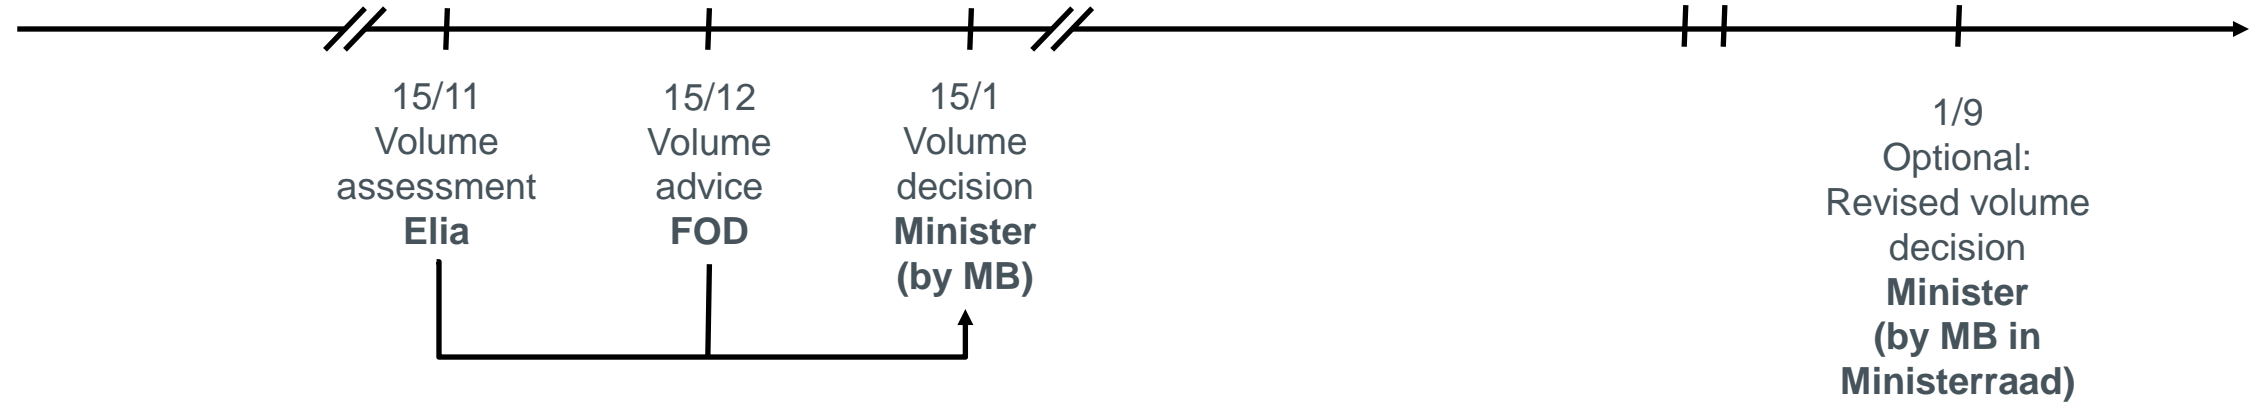 15/11
Volume
assessment
Elia
15/12
Volume
advice
FOD
15/1
Volume
decision
Minister
(by MB)
1/9
Optional:
Revised volume
decision
Minister
(by MB in
Ministerraad)